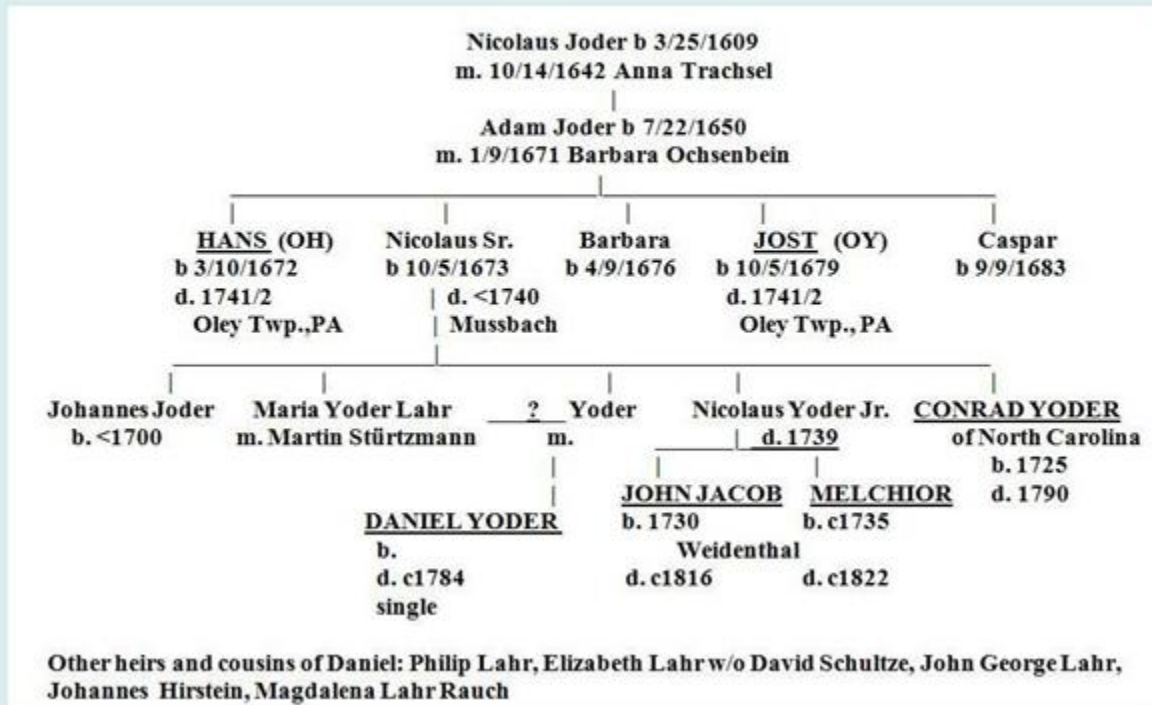 Nicolaus Joder b 3/25/1609
m. 10/14/1642 Anna Trachsel
Adam Joder b 7/22/1650
m. 1/9/1671 Barbara Ochsenbein
HANS (OH) Nicolaus Sr. Barbara JOST (OY) Caspar
b 3/10/1672 b 10/5/1673 b 4/9/1676 b 10/5/1679 b 9/9/1683
d. 1741/2 d. <1740 d. 1741/2
Oley Twp.,PA Mussbach Oley Twp., PA
Johannes Joder Maria Yoder Lahr ? Yoder Nicolaus Yoder Jr. CONRAD YODER
b. <1700 m. Martin Stürtzmann m. d. 1739 of North Carolina
b. 1725
JOHN JACOB MELCHIOR d. 1790
DANIEL YODER b. 1730 b. c1735
b. Weidenthal
d. c1784 d. c1816 d. c1822
single
Other heirs and cousins of Daniel: Philip Lahr, Elizabeth Lahr w/o David Schultze, John George Lahr,
Johannes Hirstein, Magdalena Lahr Rauch